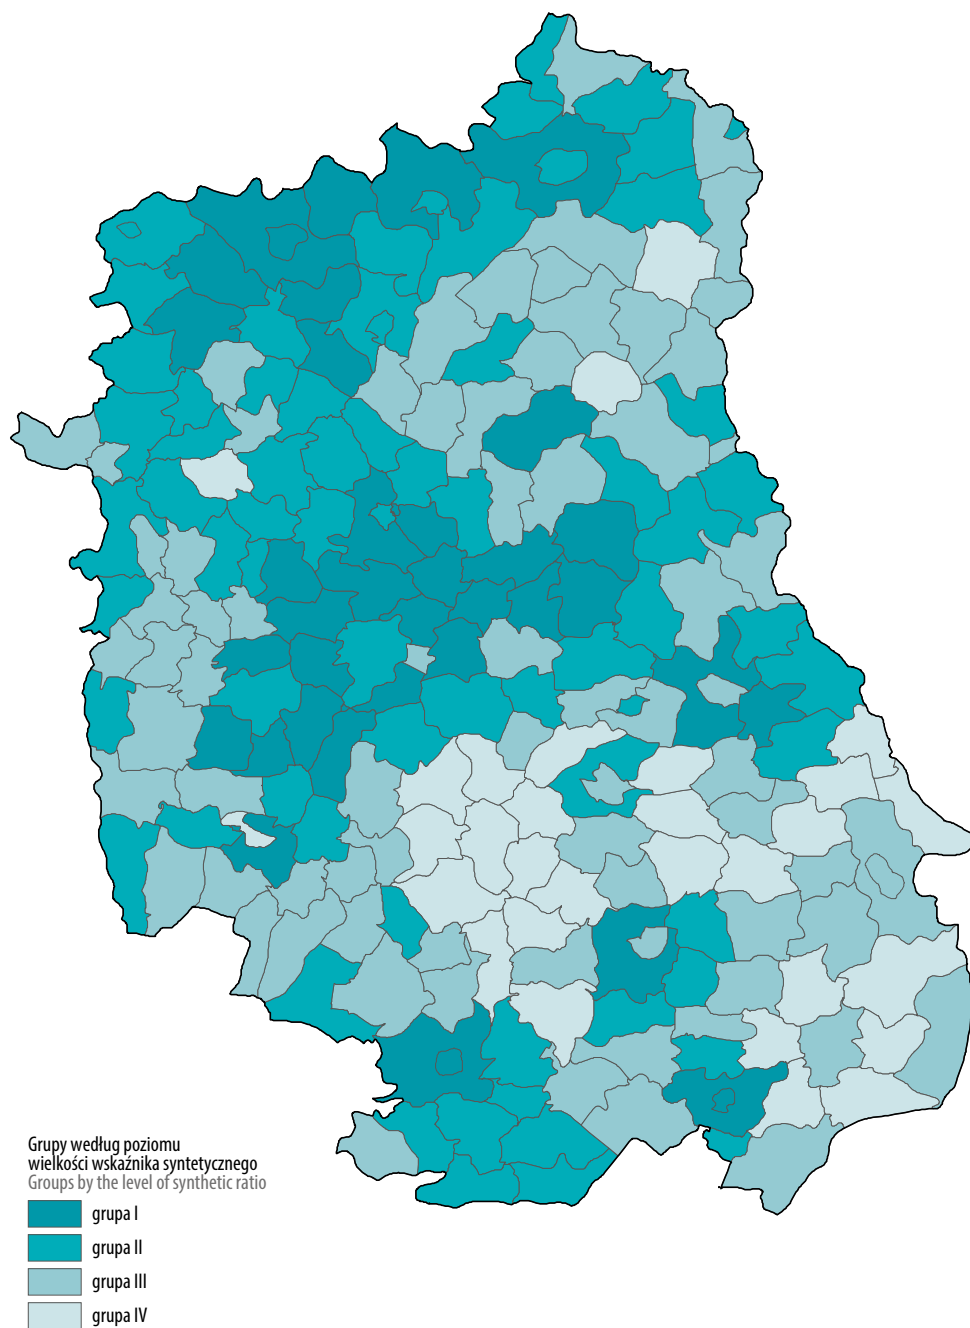 Grupy według poziomu
wielkości wskaźnika syntetycznego
Groups by the level of synthetic ratio
grupa I
grupa II
grupa III
grupa IV